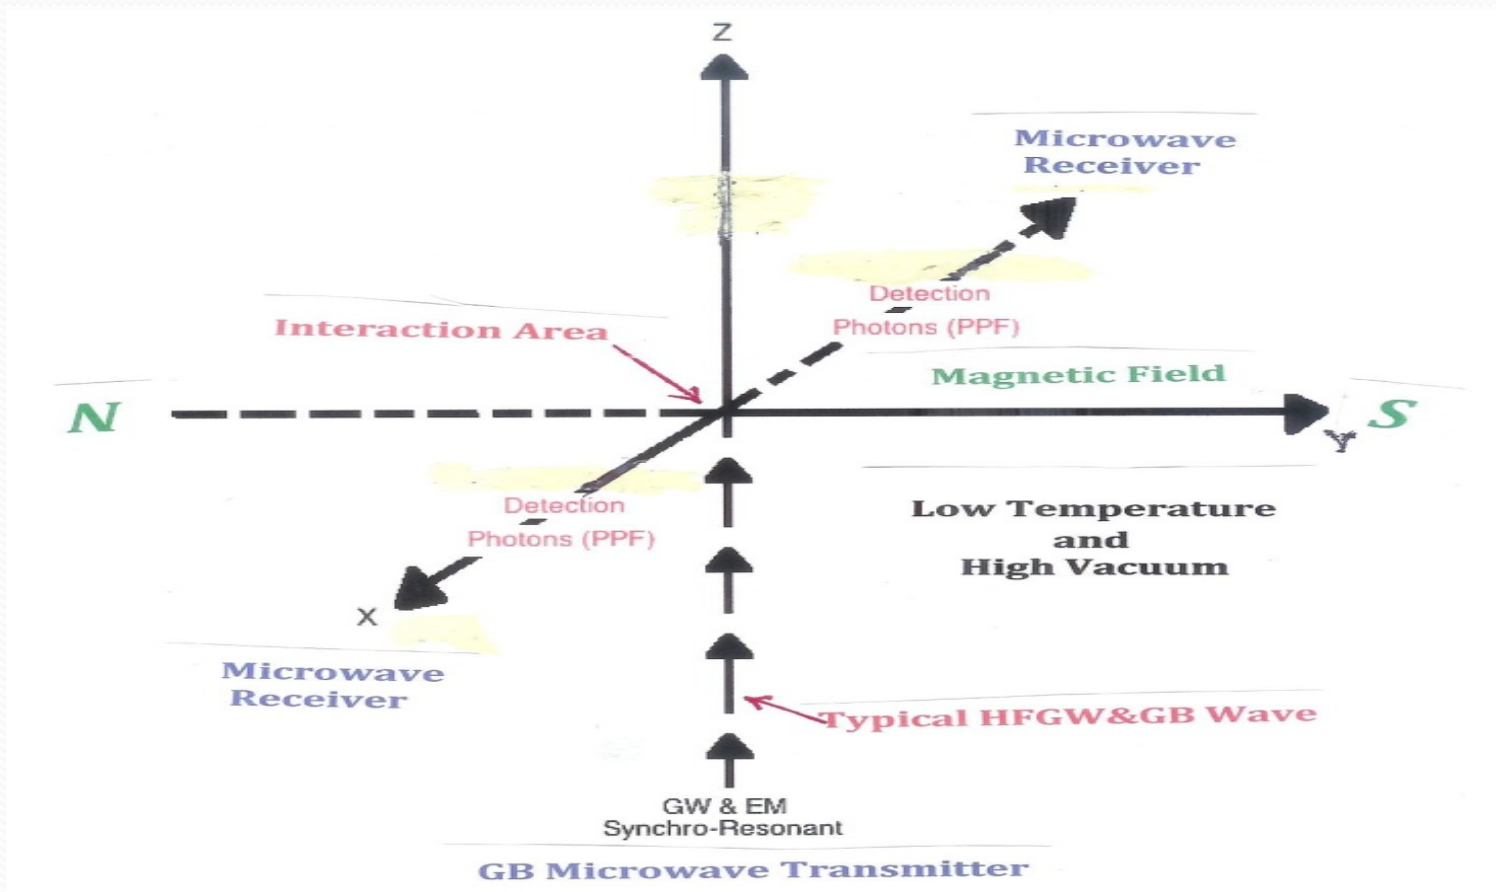 Z
Microwave
Receiver
Detection
Photons (PPF)
Interaction Area
Magnetic Field
N
S
Y
Detection
Photons (PPF)
Low Temperature
and
High Vacuum
X
Microwave
Receiver
Typical HFGW&GB Wave
GW & EM
Synchro-Resonant
GB Microwave Transmitter